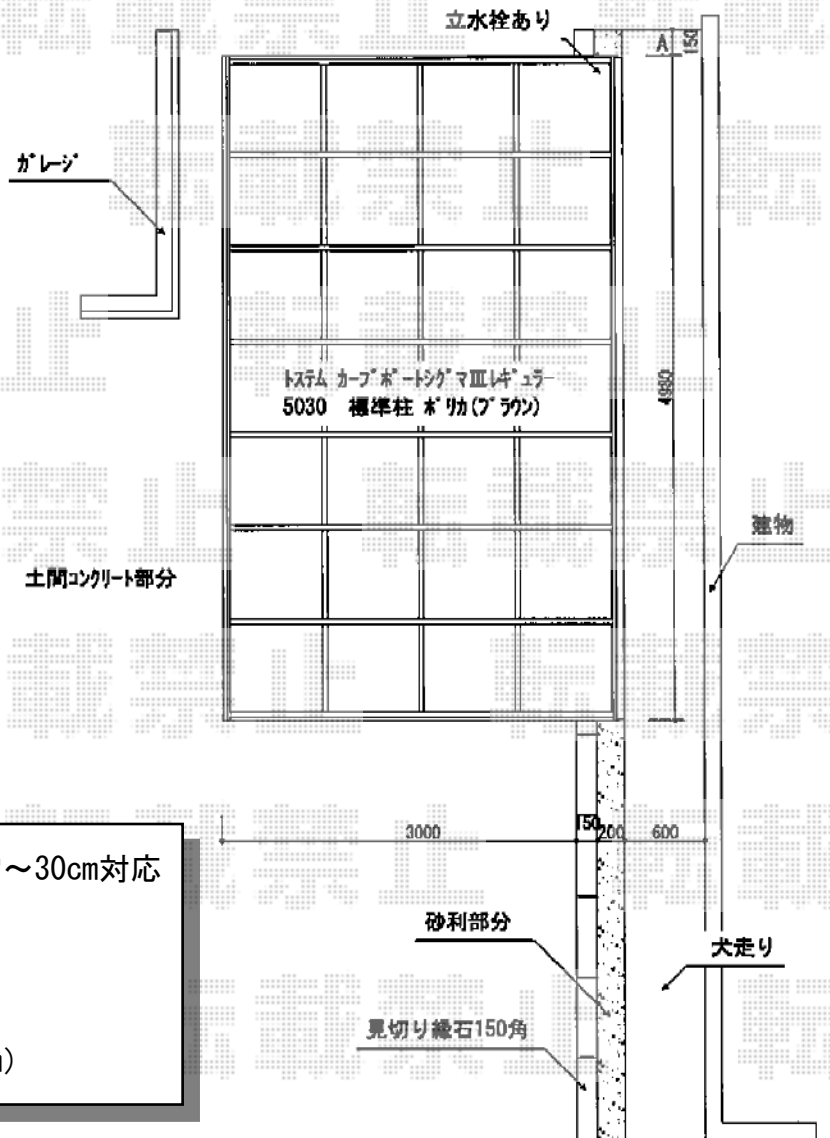 立水栓あり
A
150
ガレージ
トステム カーブポートシグマⅢレギュラー
5030 標準柱 ポリカ(ブラウン)
4980
建物
土間コンクリート部分
3000
150
200
600
～30cm対応
砂利部分
犬走り
見切り縁石150角
)